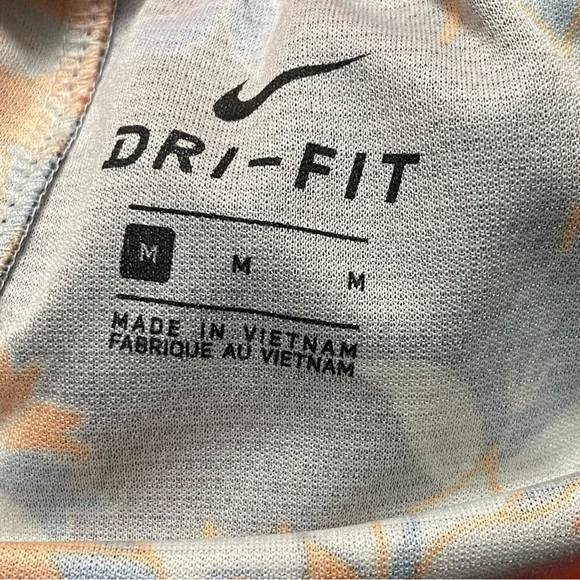 DRI-FIT
M M M
MADE IN VIETNAM
FABRIQUE AU VIETNAM